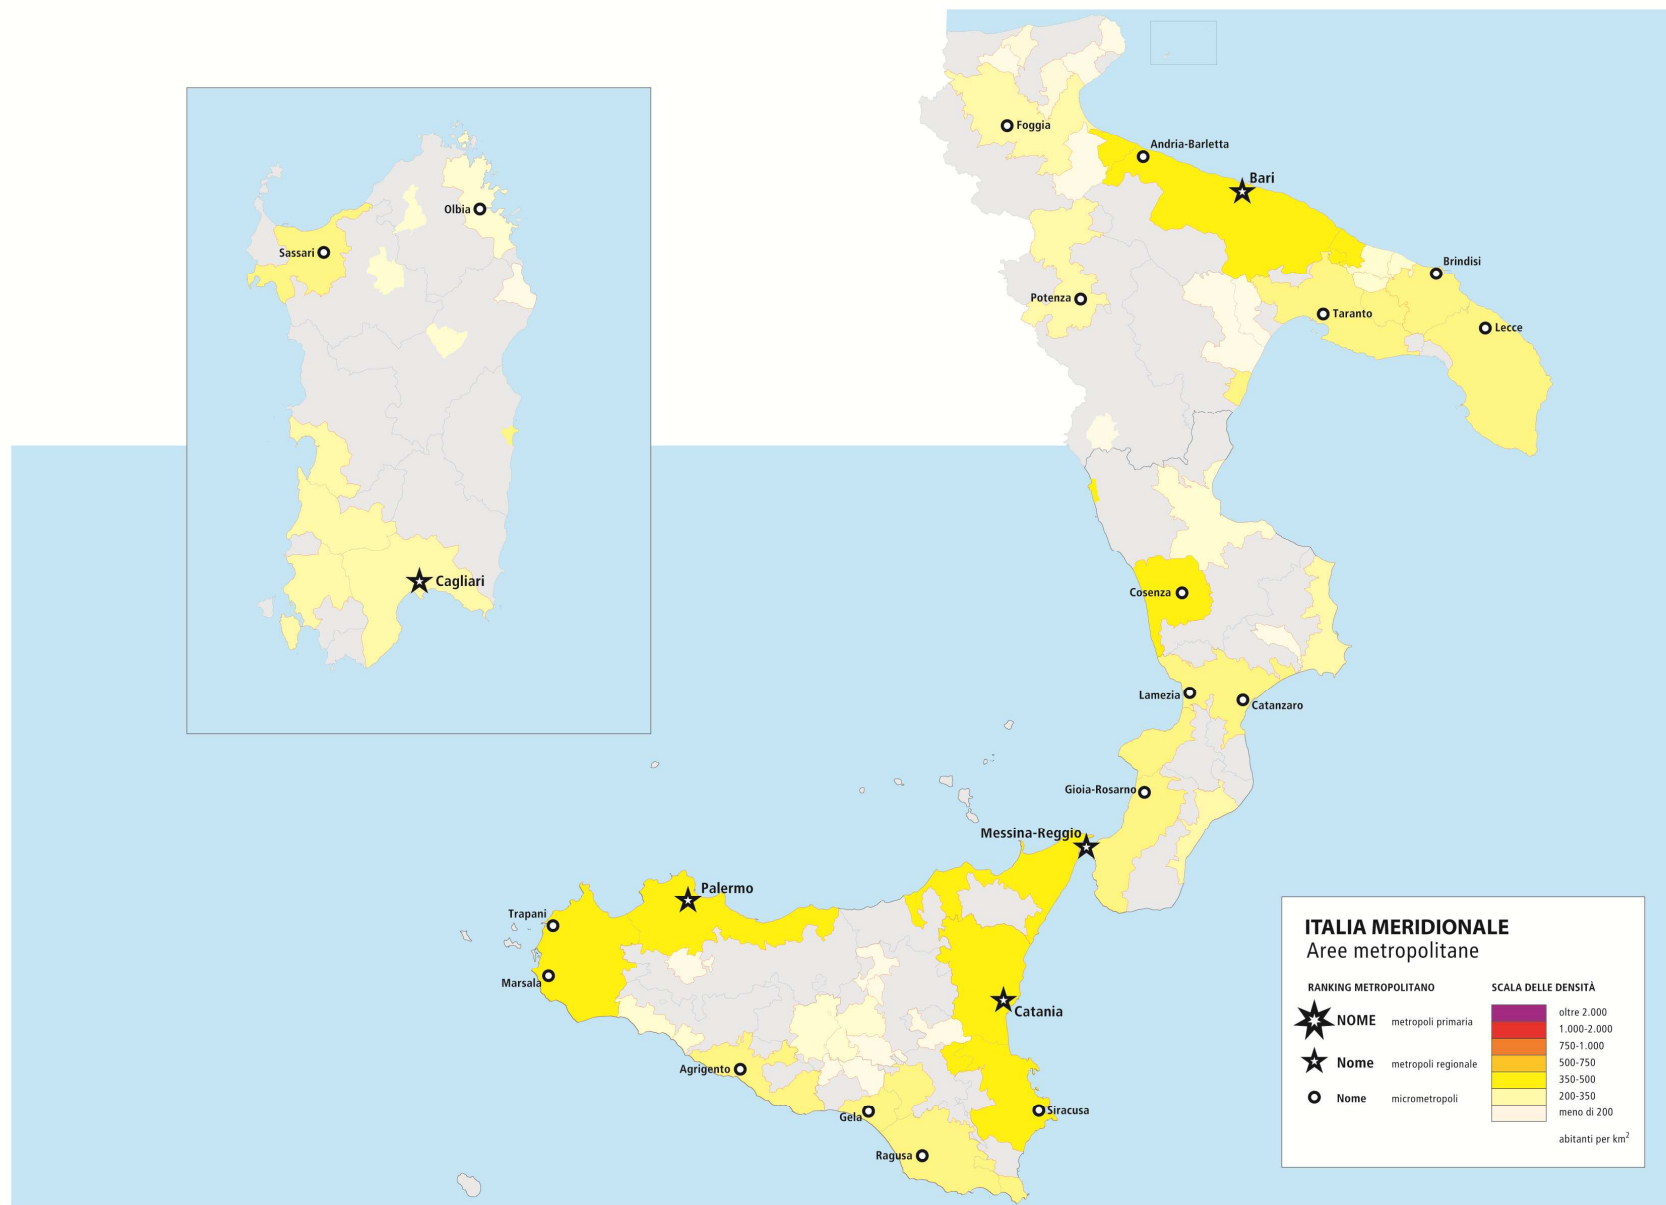 Foggia
Andria-Barletta
Bari
Olbia
Sassari
Brindisi
Potenza
Taranto
Lecce
Cagliari
Cosenza
Lamezia
Catanzaro
Gioia-Rosarno
Messina-Reggio
Palermo
Trapani
Marsala
Catania
Agrigento
Gela
Siracusa
Ragusa
ITALIA MERIDIONALE
Aree metropolitane
RANKING METROPOLITANO
NOME metropoli primaria
Nome metropoli regionale
Nome micrometropoli
SCALA DELLE DENSITÀ
oltre 2.000
1.000-2.000
750-1.000
500-750
350-500
200-350
meno di 200
abitanti per km²